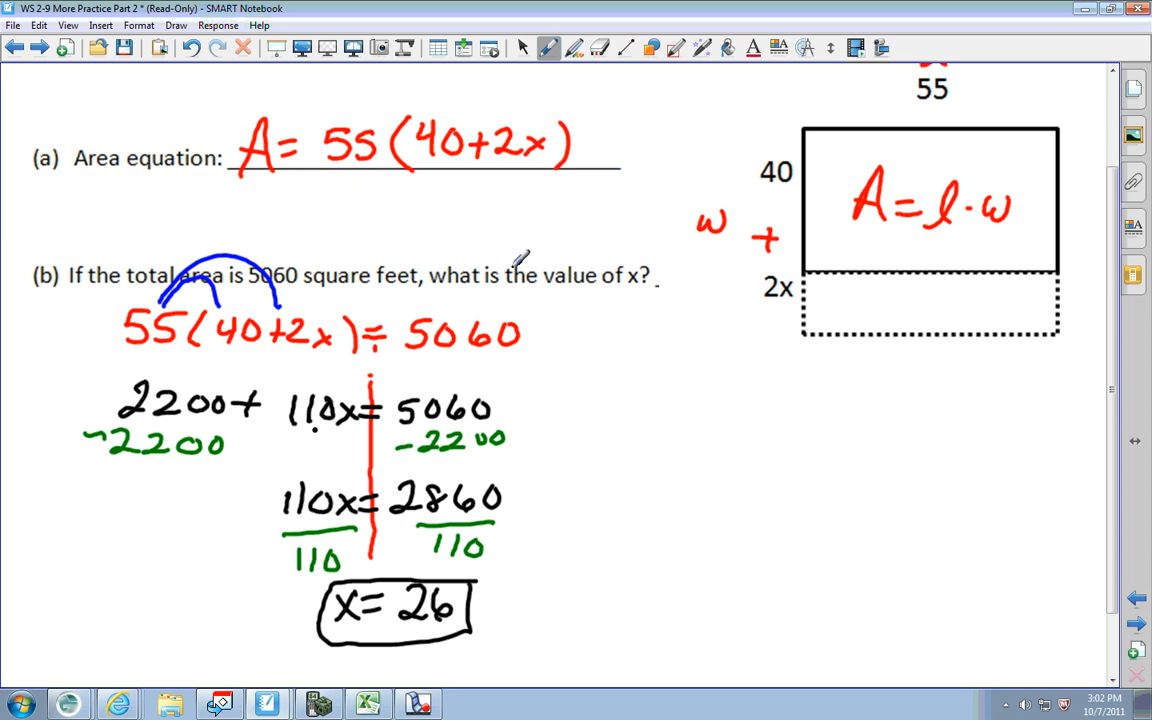 WS 2-9 More Practice Part 2 * (Read-Only) - SMART Notebook
File Edit View Insert Format Draw Response Help
55
(a) Area equation: A = 55(40+2x)
40
A = l · w
w +
(b) If the total area is 5060 square feet, what is the value of x? .
2x
55(40+2x) = 5060
2200 + 110x = 5060
-2200 -2200
110x = 2860
110 110
x = 26
3:02 PM
10/7/2011